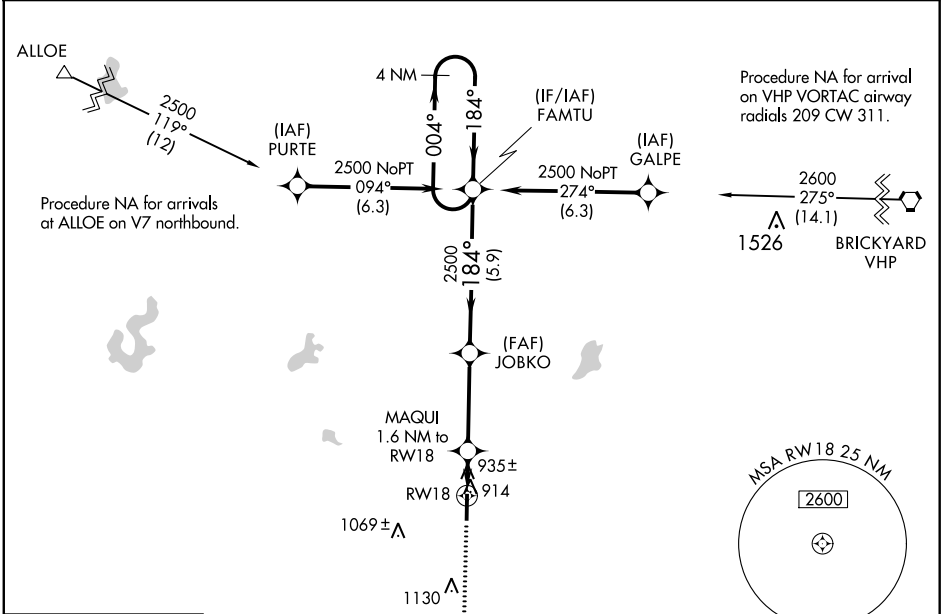 ALLOE
2500
119°
(12)
(IAF)
PURTE
Procedure NA for arrivals
at ALLOE on V7 northbound.
4 NM
004°
184°
(IF/IAF)
FAMTU
2500 NoPT
094°
(6.3)
(IAF)
GALPE
2500 NoPT
274°
(6.3)
Procedure NA for arrival
on VHP VORTAC airway
radials 209 CW 311.
2600
275°
(14.1)
1526
BRICKYARD
VHP
2500
184°
(5.9)
(FAF)
JOBKO
MAQUI
1.6 NM to
RW18
935±
RW18
914
1069±
1130
MSA RW18 25 NM
2600